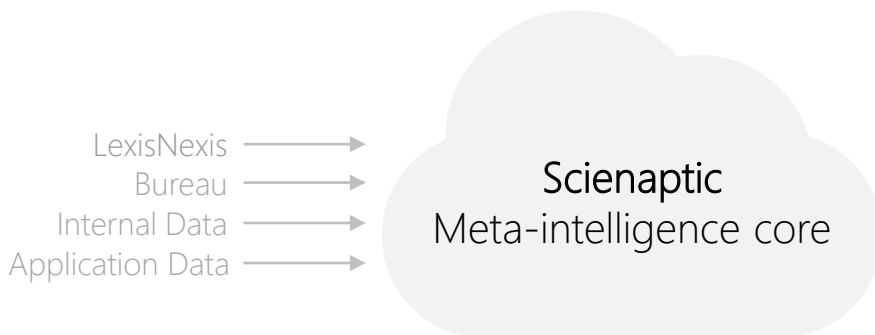 LexisNexis
Bureau
Internal Data
Application Data
Scienaptic
Meta-intelligence core